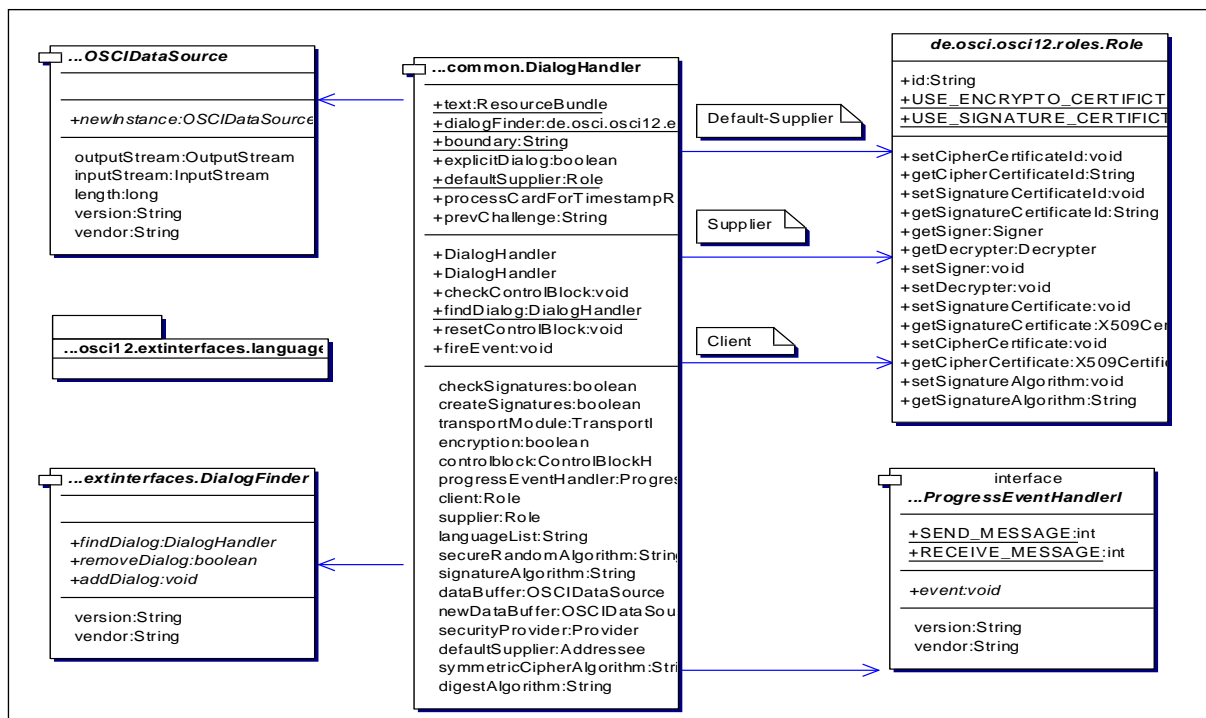 ...OSCIDataSource
+newInstance:OSCIDataSourc
outputStream:OutputStream
inputStream:InputStream
length:long
version:String
vendor:String
...osci12.extinterfaces.language
...extinterfaces.DialogFinder
+findDialog:DialogHandler
+removeDialog:boolean
+addDialog:void
version:String
vendor:String
...common.DialogHandler
+text:ResourceBundle
+dialogFinder:de.osci.osci12.e
+boundary:String
+explicitDialog:boolean
+defaultSupplier:Role
+processCardForTimestampR
+prevChallenge:String
+DialogHandler
+DialogHandler
+checkControlBlock:void
+findDialog:DialogHandler
+resetControlBlock:void
+fireEvent:void
checkSignatures:boolean
createSignatures:boolean
transportModule:TransportI
encryption:boolean
controlblock:ControlBlockH
progressEventHandler:Progres
client:Role
supplier:Role
languageList:String
secureRandomAlgorithm:String
signatureAlgorithm:String
dataBuffer:OSCIDataSource
newDataBuffer:OSCIDataSou
securityProvider:Provider
defaultSupplier:Addressee
symmetricCipherAlgorithm:Stri
digestAlgorithm:String
Default-Supplier
Supplier
Client
de.osci.osci12.roles.Role
+id:String
+USE_ENCRYPTO_CERTIFICT
+USE_SIGNATURE_CERTIFICT
+setCipherCertificateId:void
+getCipherCertificateId:String
+setSignatureCertificateId:void
+getSignatureCertificateId:String
+getSigner:Signer
+getDecrypter:Decrypter
+setSigner:void
+setDecrypter:void
+setSignatureCertificate:void
+getSignatureCertificate:X509Cer
+setCipherCertificate:void
+getCipherCertificate:X509Certific
+setSignatureAlgorithm:void
+getSignatureAlgorithm:String
interface
...ProgressEventHandlerI
+SEND_MESSAGE:int
+RECEIVE_MESSAGE:int
+event:void
version:String
vendor:String